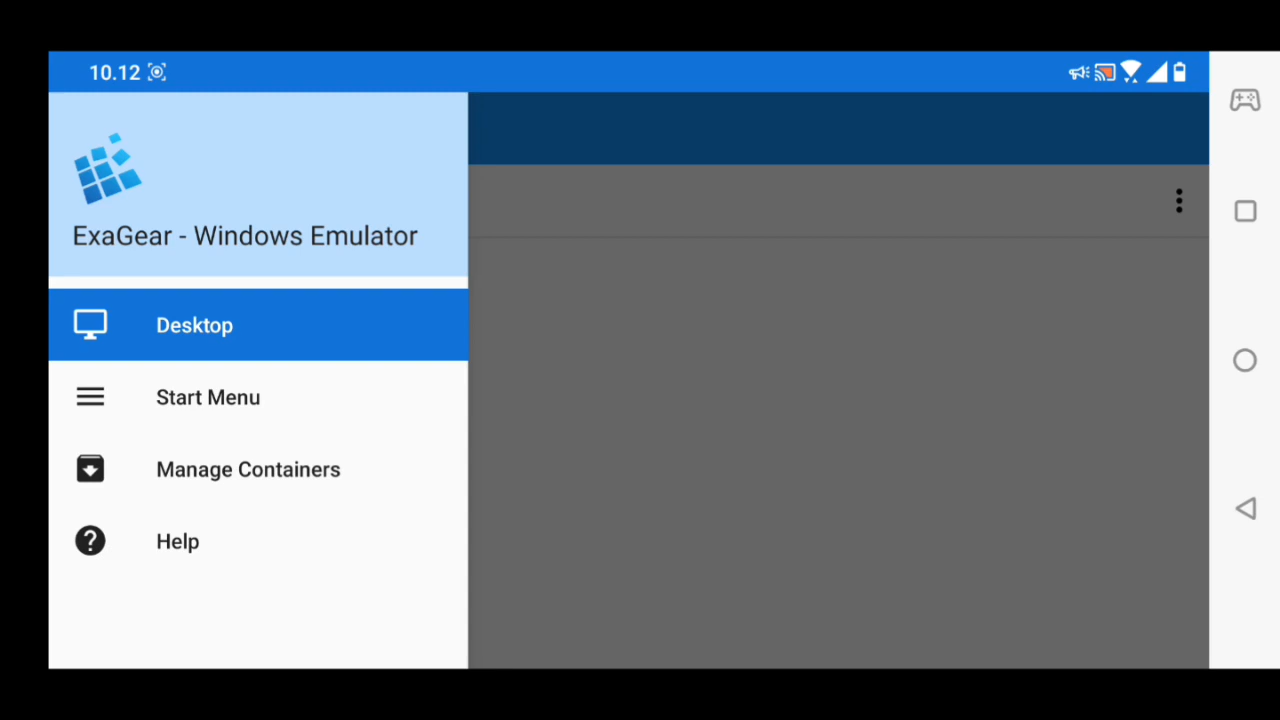 10.12
ExaGear - Windows Emulator
Desktop
Start Menu
Manage Containers
Help